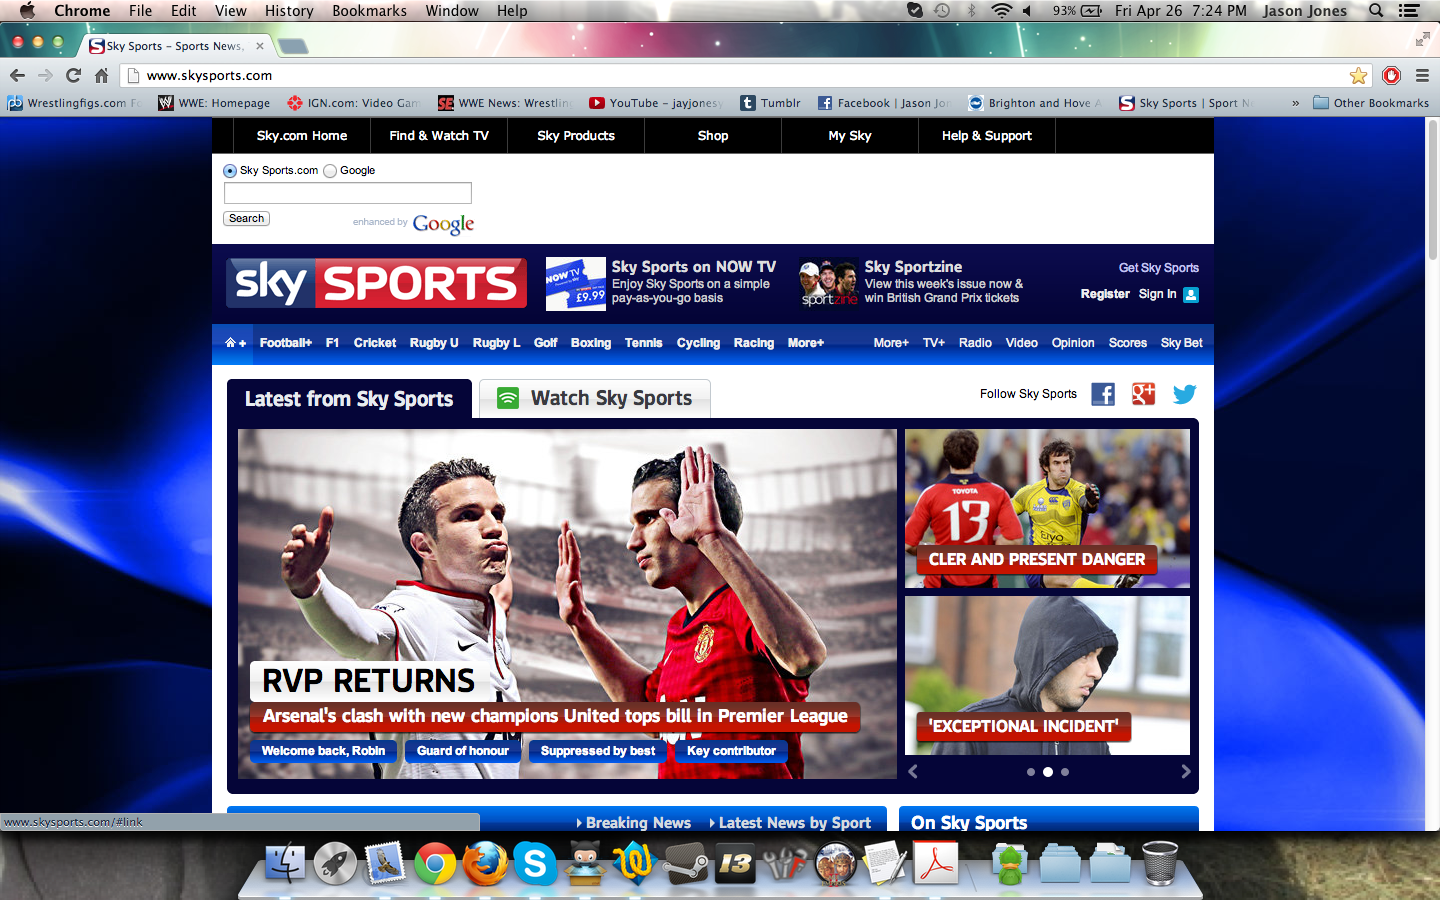 Chrome File Edit View History Bookmarks Window Help 93% Fri Apr 26 7:24 PM Jason Jones
Sky Sports – Sports News,
www.skysports.com
Wrestlingfigs.com Fo WWE: Homepage IGN.com: Video Gam WWE News: Wrestlin YouTube – jayjonesy Tumblr Facebook | Jason Jon Brighton and Hove A Sky Sports | Sport Ne » Other Bookmarks
Sky.com Home Find & Watch TV Sky Products Shop My Sky Help & Support
Sky Sports.com Google
Search enhanced by Google
sky SPORTS
NOW TV
£9.99
Sky Sports on NOW TV
Enjoy Sky Sports on a simple
pay-as-you-go basis
sportzine
Sky Sportzine
View this week's issue now &
win British Grand Prix tickets
Get Sky Sports
Register Sign In
+ Football+ F1 Cricket Rugby U Rugby L Golf Boxing Tennis Cycling Racing More+ More+ TV+ Radio Video Opinion Scores Sky Bet
Latest from Sky Sports Watch Sky Sports Follow Sky Sports
TOYOTA
13
CLER AND PRESENT DANGER
RVP RETURNS
Arsenal's clash with new champions United tops bill in Premier League
Welcome back, Robin Guard of honour Suppressed by best Key contributor
'EXCEPTIONAL INCIDENT'
www.skysports.com/#link
Breaking News Latest News by Sport On Sky Sports
13